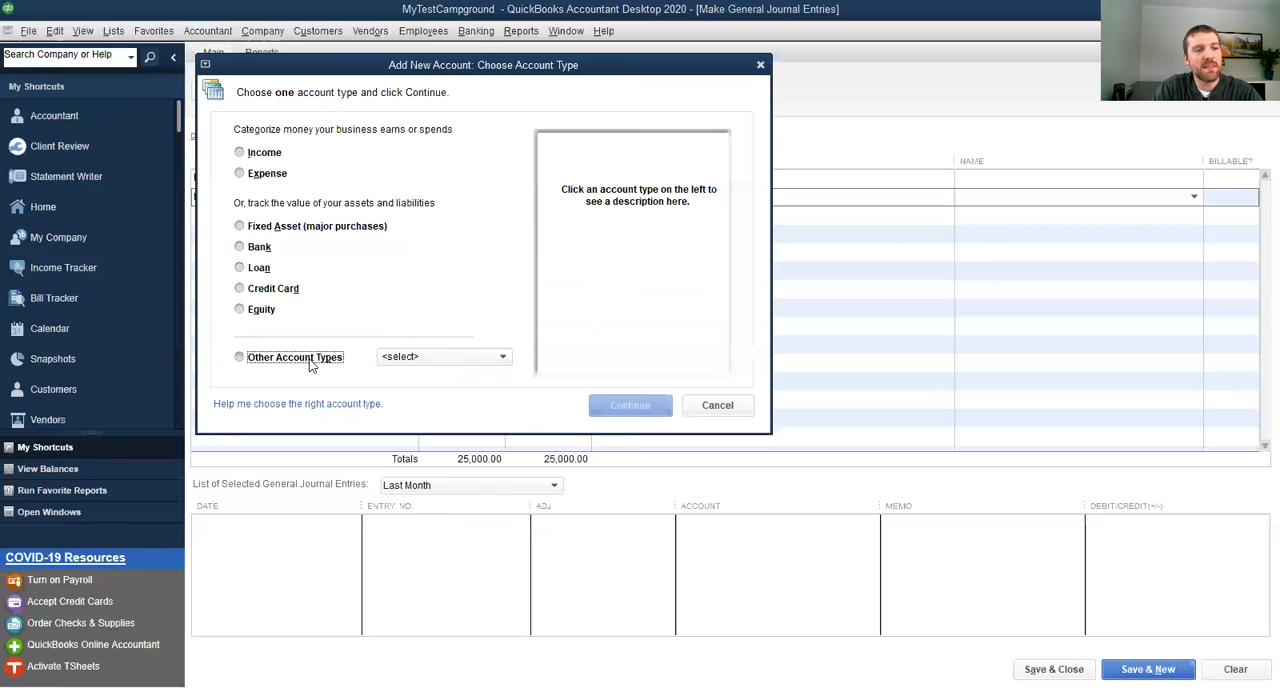 MyTestCampground - QuickBooks Accountant Desktop 2020 - [Make General Journal Entries]
File Edit View Lists Favorites Accountant Company Customers Vendors Employees Banking Reports Window Help
Search Company or Help
Main Reports
My Shortcuts
Accountant
Client Review
Statement Writer
Home
My Company
Income Tracker
Bill Tracker
Calendar
Snapshots
Customers
Vendors
My Shortcuts
View Balances
Run Favorite Reports
Open Windows
COVID-19 Resources
Turn on Payroll
Accept Credit Cards
Order Checks & Supplies
QuickBooks Online Accountant
Activate TSheets
Add New Account: Choose Account Type
Choose one account type and click Continue.
Categorize money your business earns or spends
Income
Expense
Or, track the value of your assets and liabilities
Fixed Asset (major purchases)
Bank
Loan
Credit Card
Equity
Other Account Types <select>
Click an account type on the left to
see a description here.
Help me choose the right account type.
Continue Cancel
NAME BILLABLE?
Totals 25,000.00 25,000.00
List of Selected General Journal Entries: Last Month
DATE ENTRY NO. ADJ ACCOUNT MEMO DEBIT/CREDIT(+/-)
Save & Close Save & New Clear